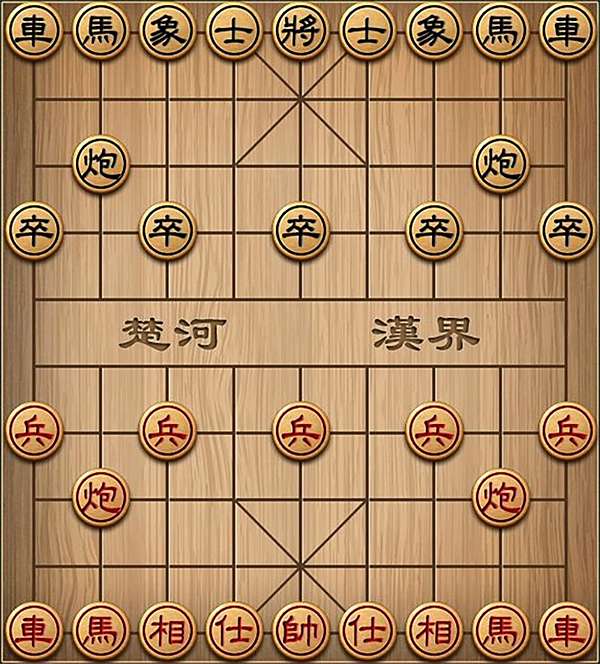 車馬象士將士象馬車
炮炮
卒卒卒卒卒
楚河 漢界
兵兵兵兵兵
炮炮
車馬相仕帥仕相馬車